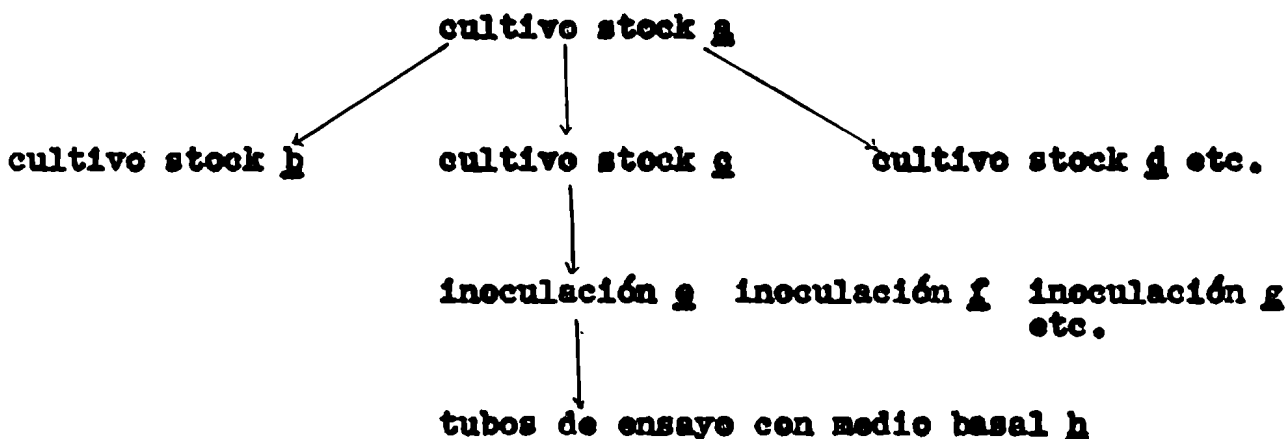 cultivo stock a
cultivo stock b cultivo stock c cultivo stock d etc.
inoculación e inoculación f inoculación g
etc.
tubos de ensayo con medio basal h